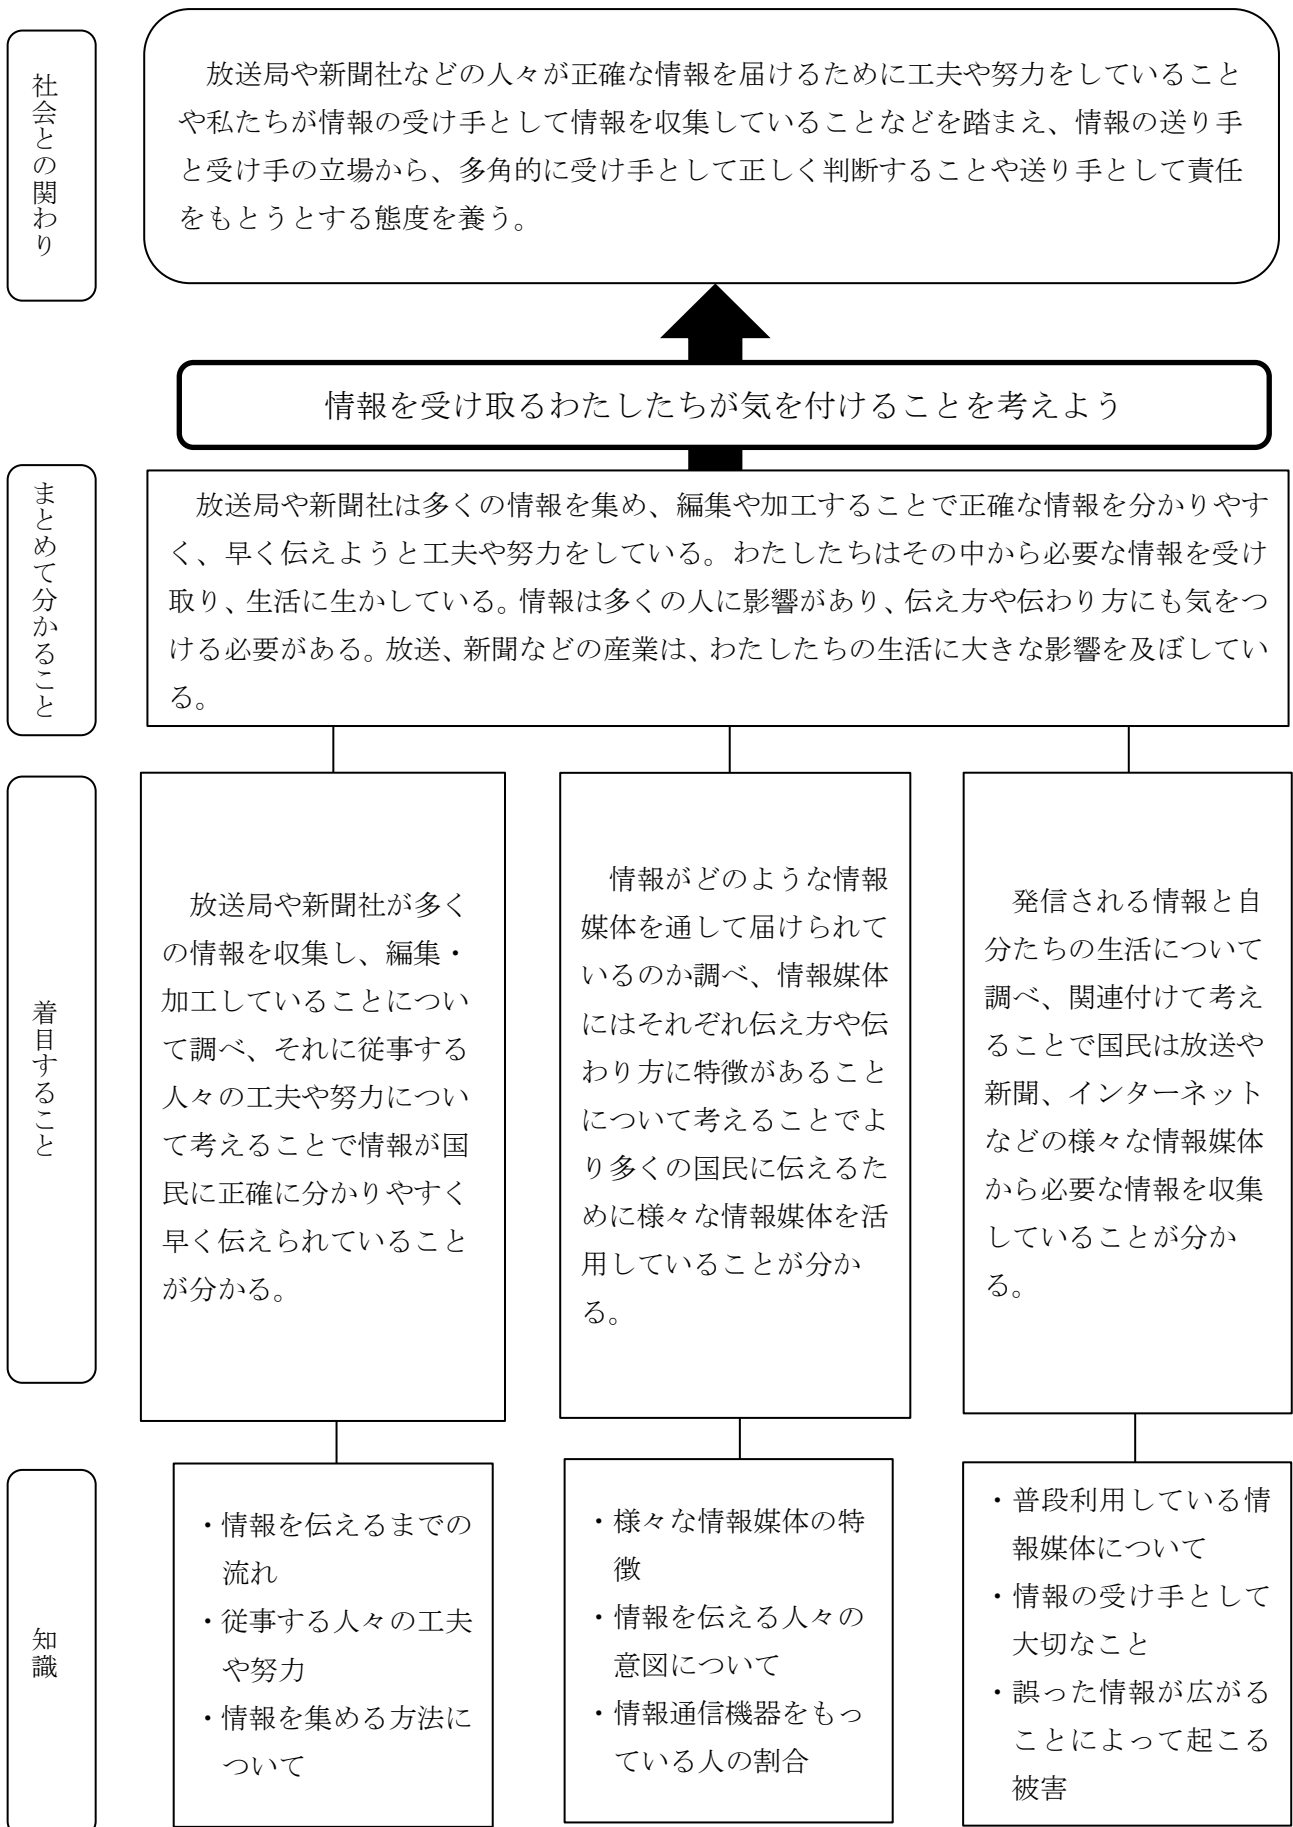 社会との関わり
放送局や新聞社などの人々が正確な情報を届けるために工夫や努力をしていること
や私たちが情報の受け手として情報を収集していることなどを踏まえ、情報の送り手
と受け手の立場から、多角的に受け手として正しく判断することや送り手として責任
をもとうとする態度を養う。
情報を受け取るわたしたちが気を付けることを考えよう
まとめて分かること
放送局や新聞社は多くの情報を集め、編集や加工することで正確な情報を分かりやす
く、早く伝えようと工夫や努力をしている。わたしたちはその中から必要な情報を受け
取り、生活に生かしている。情報は多くの人に影響があり、伝え方や伝わり方にも気をつ
ける必要がある。放送、新聞などの産業は、わたしたちの生活に大きな影響を及ぼしてい
る。
着目すること
放送局や新聞社が多く
の情報を収集し、編集・
加工していることについ
て調べ、それに従事する
人々の工夫や努力につい
て考えることで情報が国
民に正確に分かりやすく
早く伝えられていること
が分かる。
情報がどのような情報
媒体を通して届けられて
いるのか調べ、情報媒体
にはそれぞれ伝え方や伝
わり方に特徴があること
について考えることでよ
り多くの国民に伝えるた
めに様々な情報媒体を活
用していることが分か
る。
発信される情報と自
分たちの生活について
調べ、関連付けて考え
ることで国民は放送や
新聞、インターネット
などの様々な情報媒体
から必要な情報を収集
していることが分か
る。
知識
・情報を伝えるまでの
流れ
・従事する人々の工夫
や努力
・情報を集める方法に
ついて
・様々な情報媒体の特
徴
・情報を伝える人々の
意図について
・情報通信機器をもっ
ている人の割合
・普段利用している情
報媒体について
・情報の受け手として
大切なこと
・誤った情報が広がる
ことによって起こる
被害